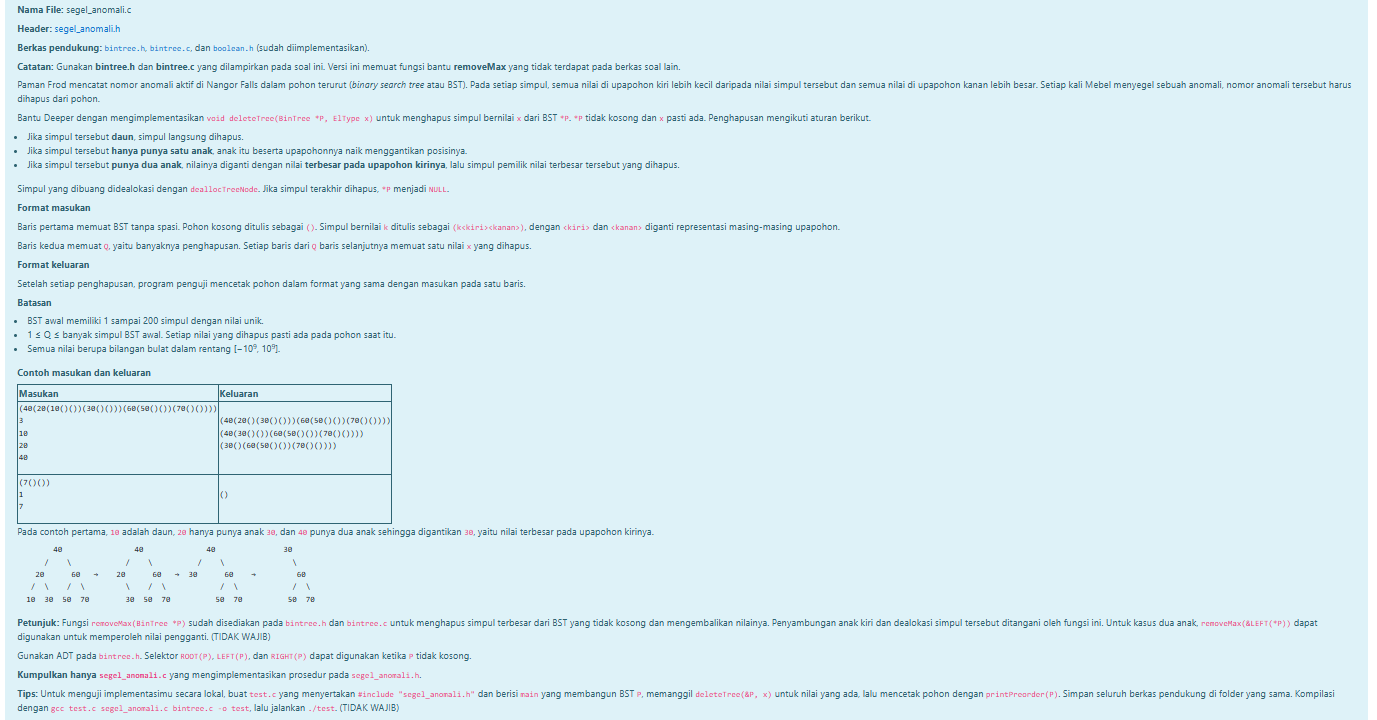 Nama File: segel_anomali.c
Header: segel_anomali.h
Berkas pendukung: bintree.h, bintree.c, dan boolean.h (sudah diimplementasikan).
Catatan: Gunakan bintree.h dan bintree.c yang dilampirkan pada soal ini. Versi ini memuat fungsi bantu removeMax yang tidak terdapat pada berkas soal lain.
Paman Frod mencatat nomor anomali aktif di Nangor Falls dalam pohon terurut (binary search tree atau BST). Pada setiap simpul, semua nilai di upapohon kiri lebih kecil daripada nilai simpul tersebut dan semua nilai di upapohon kanan lebih besar. Setiap kali Mebel menyegel sebuah anomali, nomor anomali tersebut harus
dihapus dari pohon.
Bantu Deeper dengan mengimplementasikan void deleteTree(BinTree *P, ElType x) untuk menghapus simpul bernilai x dari BST *P. *P tidak kosong dan x pasti ada. Penghapusan mengikuti aturan berikut.
• Jika simpul tersebut daun, simpul langsung dihapus.
• Jika simpul tersebut hanya punya satu anak, anak itu beserta upapohonnya naik menggantikan posisinya.
• Jika simpul tersebut punya dua anak, nilainya diganti dengan nilai terbesar pada upapohon kirinya, lalu simpul pemilik nilai terbesar tersebut yang dihapus.
Simpul yang dibuang didealokasi dengan deallocTreeNode. Jika simpul terakhir dihapus, *P menjadi NULL.
Format masukan
Baris pertama memuat BST tanpa spasi. Pohon kosong ditulis sebagai (). Simpul bernilai k ditulis sebagai (k<kiri><kanan>), dengan <kiri> dan <kanan> diganti representasi masing-masing upapohon.
Baris kedua memuat Q, yaitu banyaknya penghapusan. Setiap baris dari Q baris selanjutnya memuat satu nilai x yang dihapus.
Format keluaran
Setelah setiap penghapusan, program penguji mencetak pohon dalam format yang sama dengan masukan pada satu baris.
Batasan
• BST awal memiliki 1 sampai 200 simpul dengan nilai unik.
• 1 ≤ Q ≤ banyak simpul BST awal. Setiap nilai yang dihapus pasti ada pada pohon saat itu.
• Semua nilai berupa bilangan bulat dalam rentang [−10⁹, 10⁹].
Contoh masukan dan keluaran
Masukan Keluaran
(40(20(10()())(30()()))(60(50()())(70()())))
3 (40(20()(30()()))(60(50()())(70()())))
10 (40(30()())(60(50()())(70()())))
20 (30()(60(50()())(70()())))
40
(7()())
1 ()
7
Pada contoh pertama, 10 adalah daun, 20 hanya punya anak 30, dan 40 punya dua anak sehingga digantikan 30, yaitu nilai terbesar pada upapohon kirinya.
40 40 40 30
/ \ / \ / \ \
20 60 → 20 60 → 30 60 → 60
/ \ / \ \ / \ / \ / \
10 30 50 70 30 50 70 50 70 50 70
Petunjuk: Fungsi removeMax(BinTree *P) sudah disediakan pada bintree.h dan bintree.c untuk menghapus simpul terbesar dari BST yang tidak kosong dan mengembalikan nilainya. Penyambungan anak kiri dan dealokasi simpul tersebut ditangani oleh fungsi ini. Untuk kasus dua anak, removeMax(&LEFT(*P)) dapat
digunakan untuk memperoleh nilai pengganti. (TIDAK WAJIB)
Gunakan ADT pada bintree.h. Selektor ROOT(P), LEFT(P), dan RIGHT(P) dapat digunakan ketika P tidak kosong.
Kumpulkan hanya segel_anomali.c yang mengimplementasikan prosedur pada segel_anomali.h.
Tips: Untuk menguji implementasimu secara lokal, buat test.c yang menyertakan #include "segel_anomali.h" dan berisi main yang membangun BST P, memanggil deleteTree(&P, x) untuk nilai yang ada, lalu mencetak pohon dengan printPreorder(P). Simpan seluruh berkas pendukung di folder yang sama. Kompilasi
dengan gcc test.c segel_anomali.c bintree.c -o test, lalu jalankan ./test. (TIDAK WAJIB)